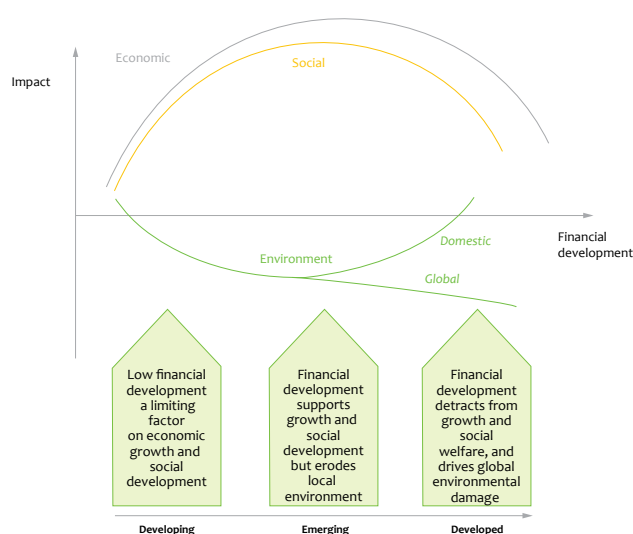 Economic
Social
Impact
Financial
development
Domestic
Environment
Global
Low financial
development
a limiting
factor
on economic
growth and
social
development
Financial
development
supports
growth and
social
development
but erodes
local
environment
Financial
development
detracts from
growth and
social
welfare, and
drives global
environmental
damage
Developing
Emerging
Developed